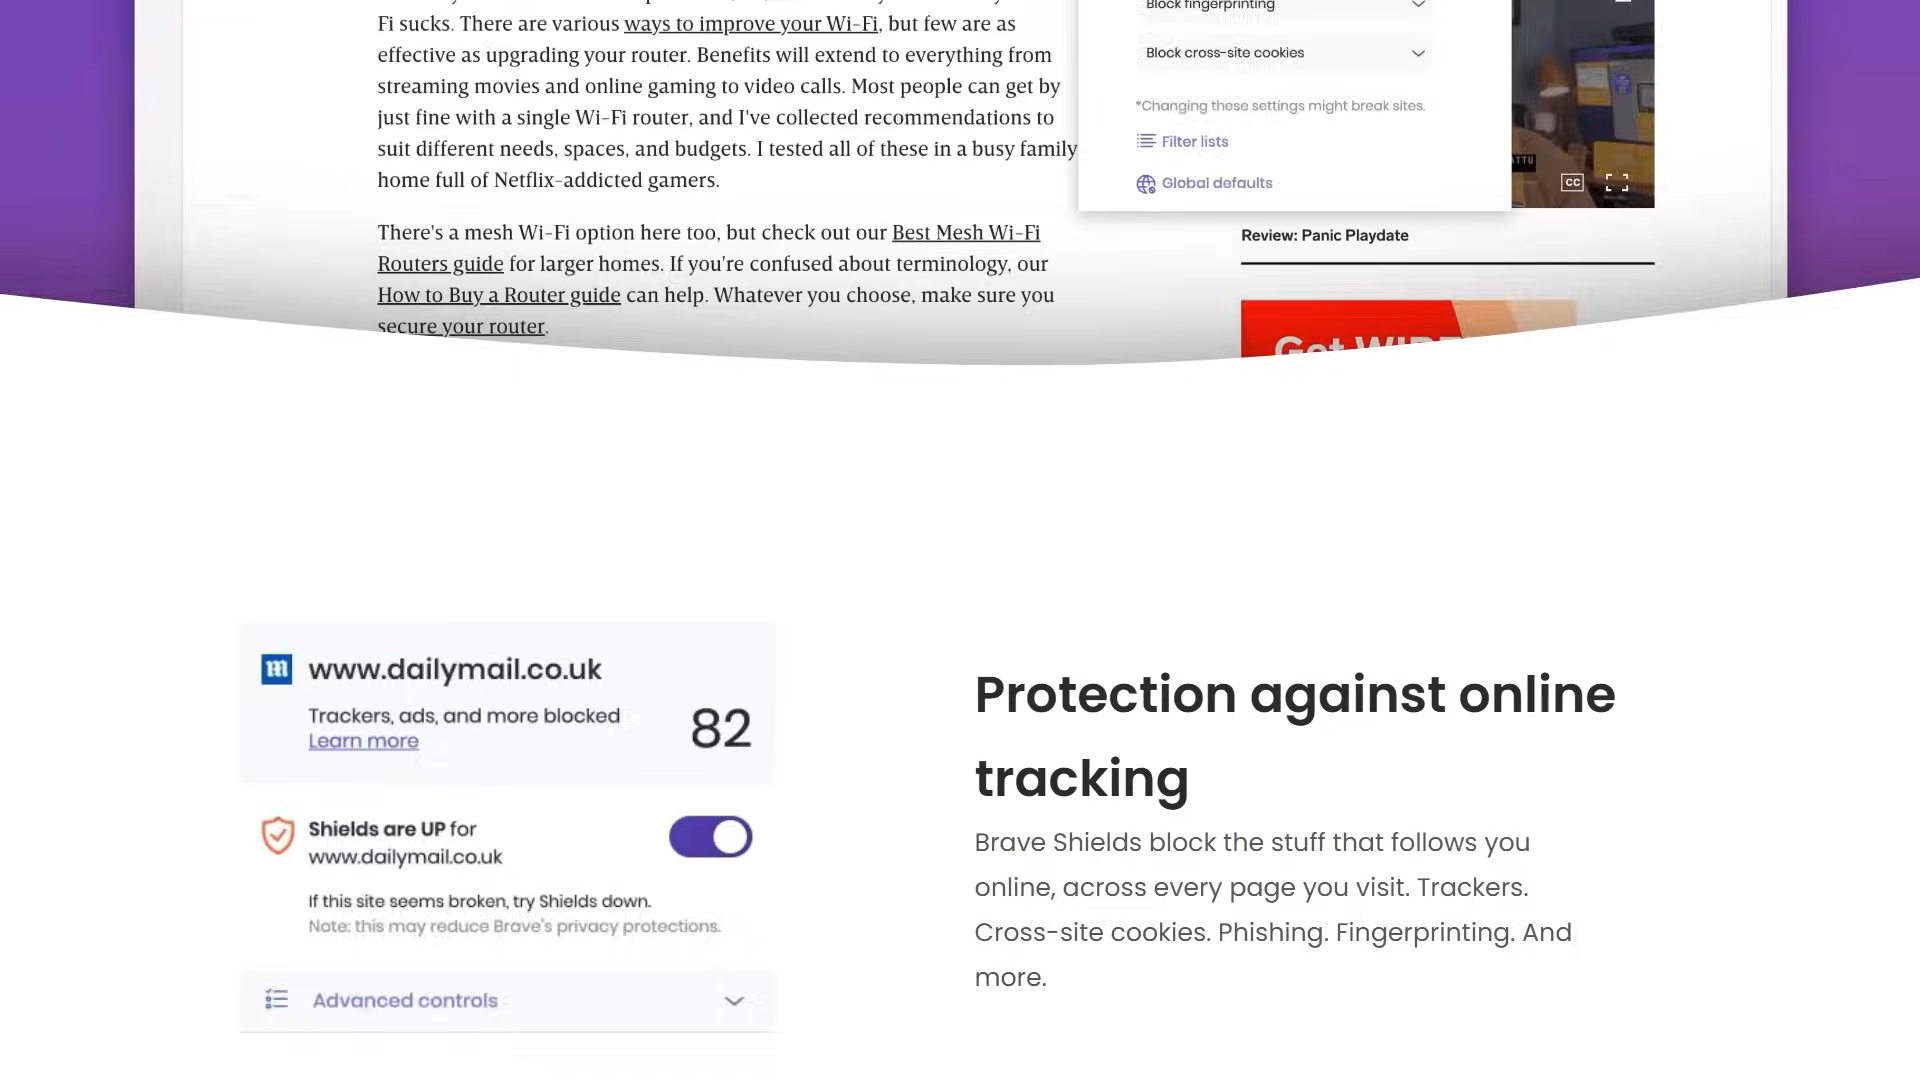 Fi sucks. There are various ways to improve your Wi-Fi, but few are as
effective as upgrading your router. Benefits will extend to everything from
streaming movies and online gaming to video calls. Most people can get by
just fine with a single Wi-Fi router, and I've collected recommendations to
suit different needs, spaces, and budgets. I tested all of these in a busy family
home full of Netflix-addicted gamers.
There's a mesh Wi-Fi option here too, but check out our Best Mesh Wi-Fi
Routers guide for larger homes. If you're confused about terminology, our
How to Buy a Router guide can help. Whatever you choose, make sure you
secure your router.
Block fingerprinting
Block cross-site cookies
*Changing these settings might break sites.
Filter lists
Global defaults
ATTU
CC
Review: Panic Playdate
Get WIRE
m www.dailymail.co.uk
Trackers, ads, and more blocked
Learn more
82
Shields are UP for
www.dailymail.co.uk
If this site seems broken, try Shields down.
Note: this may reduce Brave's privacy protections.
Advanced controls
Protection against online
tracking
Brave Shields block the stuff that follows you
online, across every page you visit. Trackers.
Cross-site cookies. Phishing. Fingerprinting. And
more.